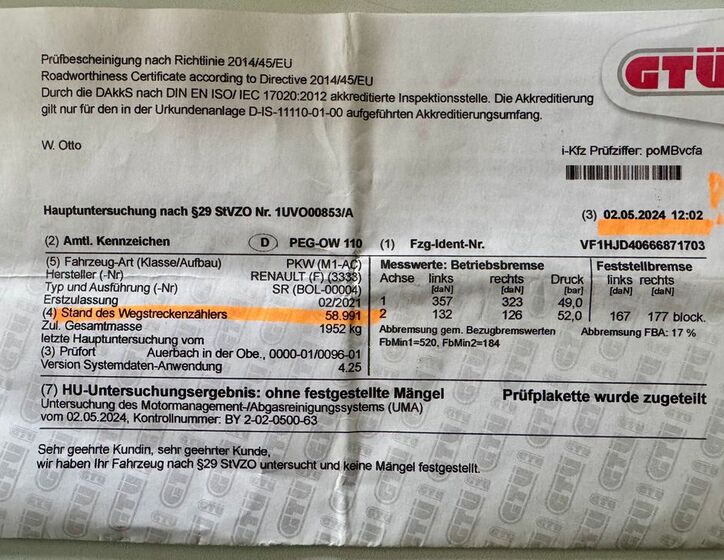 Prüfbescheinigung nach Richtlinie 2014/45/EU
Roadworthiness Certificate according to Directive 2014/45/EU
Durch die DAkkS nach DIN EN ISO/ IEC 17020:2012 akkreditierte Inspektionsstelle. Die Akkreditierung
gilt nur für den in der Urkundenanlage D-IS-11110-01-00 aufgeführten Akkreditierungsumfang.
GTÜ
W. Otto
i-Kfz Prüfziffer: poMBvcfa
Hauptuntersuchung nach §29 StVZO Nr. 1UVO00853/A
(3) 02.05.2024 12:02
(2) Amtl. Kennzeichen D PEG-OW 110 (1) Fzg-Ident-Nr. VF1HJD40666871703
(5) Fahrzeug-Art (Klasse/Aufbau) PKW (M1-AC)
Hersteller (-Nr) RENAULT (F) (3333)
Typ und Ausführung (-Nr) SR (BOL-00004)
Erstzulassung 02/2021
(4) Stand des Wegstreckenzählers 58.991
Zul. Gesamtmasse 1952 kg
letzte Hauptuntersuchung vom
(3) Prüfort Auerbach in der Obe., 0000-01/0096-01
Version Systemdaten-Anwendung 4.25
Messwerte: Betriebsbremse Feststellbremse
Achse links rechts Druck links rechts
[daN] [daN] [bar] [daN] [daN]
1 357 323 49,0
2 132 126 52,0 167 177 block.
Abbremsung gem. Bezugbremswerten Abbremsung FBA: 17 %
FbMin1=520, FbMin2=184
(7) HU-Untersuchungsergebnis: ohne festgestellte Mängel Prüfplakette wurde zugeteilt
Untersuchung des Motormanagement-/Abgasreinigungssystems (UMA)
vom 02.05.2024, Kontrollnummer: BY 2-02-0500-63
Sehr geehrte Kundin, sehr geehrter Kunde,
wir haben Ihr Fahrzeug nach §29 StVZO untersucht und keine Mängel festgestellt.